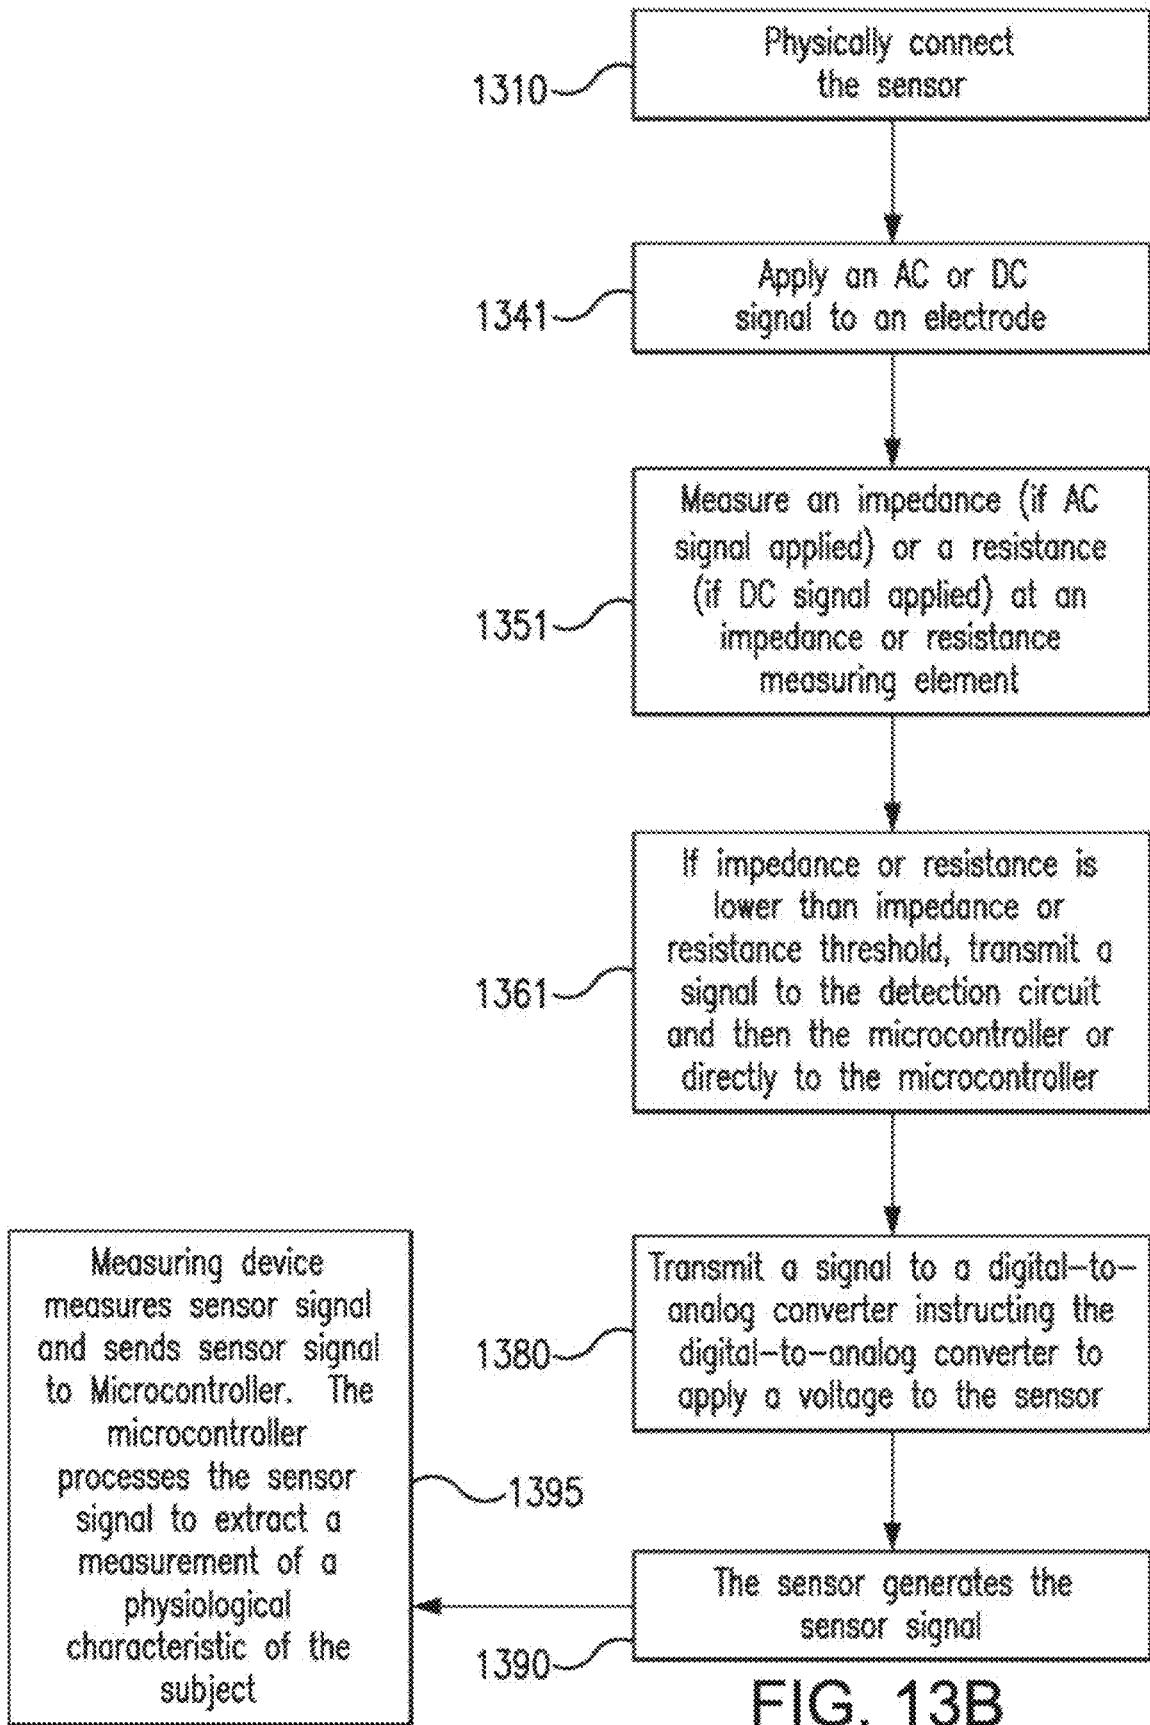 Physically connect
the sensor
1310
Apply an AC or DC
signal to an electrode
1341
Measure an impedance (if AC
signal applied) or a resistance
(if DC signal applied) at an
impedance or resistance
measuring element
1351
If impedance or resistance is
lower than impedance or
resistance threshold, transmit a
signal to the detection circuit
and then the microcontroller or
directly to the microcontroller
1361
Transmit a signal to a digital-to-
analog converter instructing the
digital-to-analog converter to
apply a voltage to the sensor
1380
The sensor generates the
sensor signal
1390
Measuring device
measures sensor signal
and sends sensor signal
to Microcontroller. The
microcontroller
processes the sensor
signal to extract a
measurement of a
physiological
characteristic of the
subject
1395
FIG. 13B